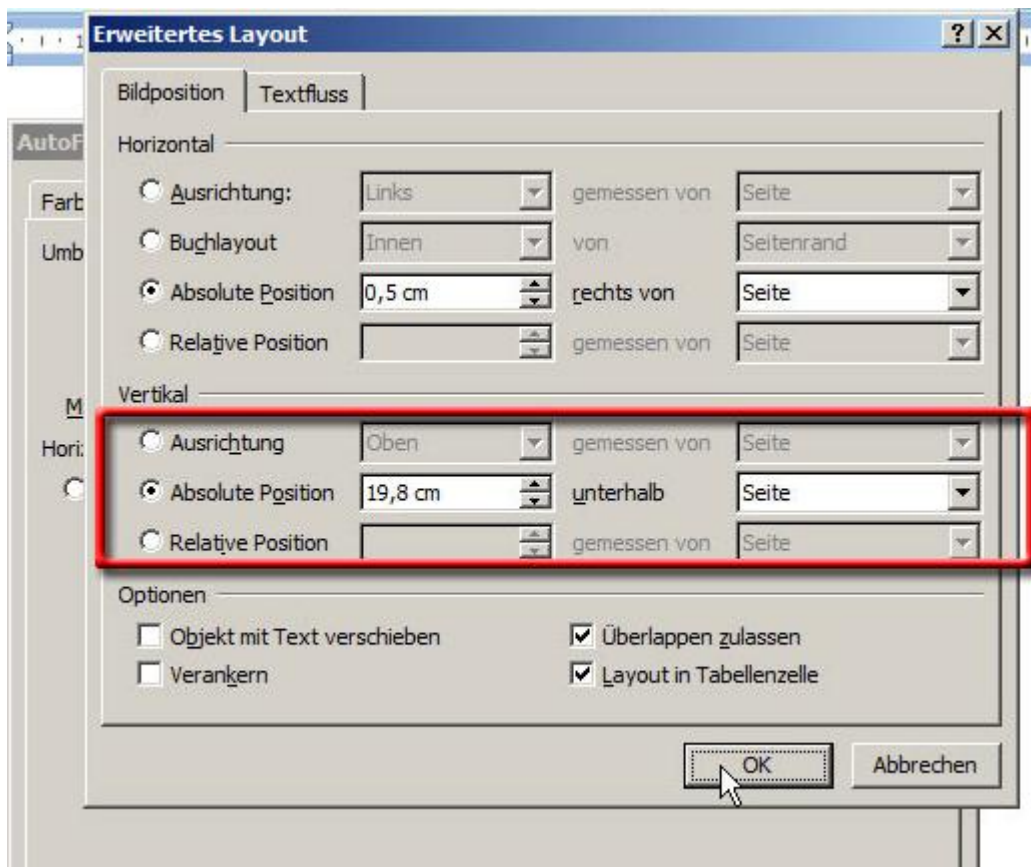 Erweitertes Layout
Bildposition Textfluss
AutoF
Horizontal
Farb
Ausrichtung: Links gemessen von Seite
Umb
Buchlayout Innen von Seitenrand
Absolute Position 0,5 cm rechts von Seite
Relative Position gemessen von Seite
Vertikal
M
Hori:
Ausrichtung Oben gemessen von Seite
Absolute Position 19,8 cm unterhalb Seite
Relative Position gemessen von Seite
Optionen
Objekt mit Text verschieben Überlappen zulassen
Verankern Layout in Tabellenzelle
OK Abbrechen